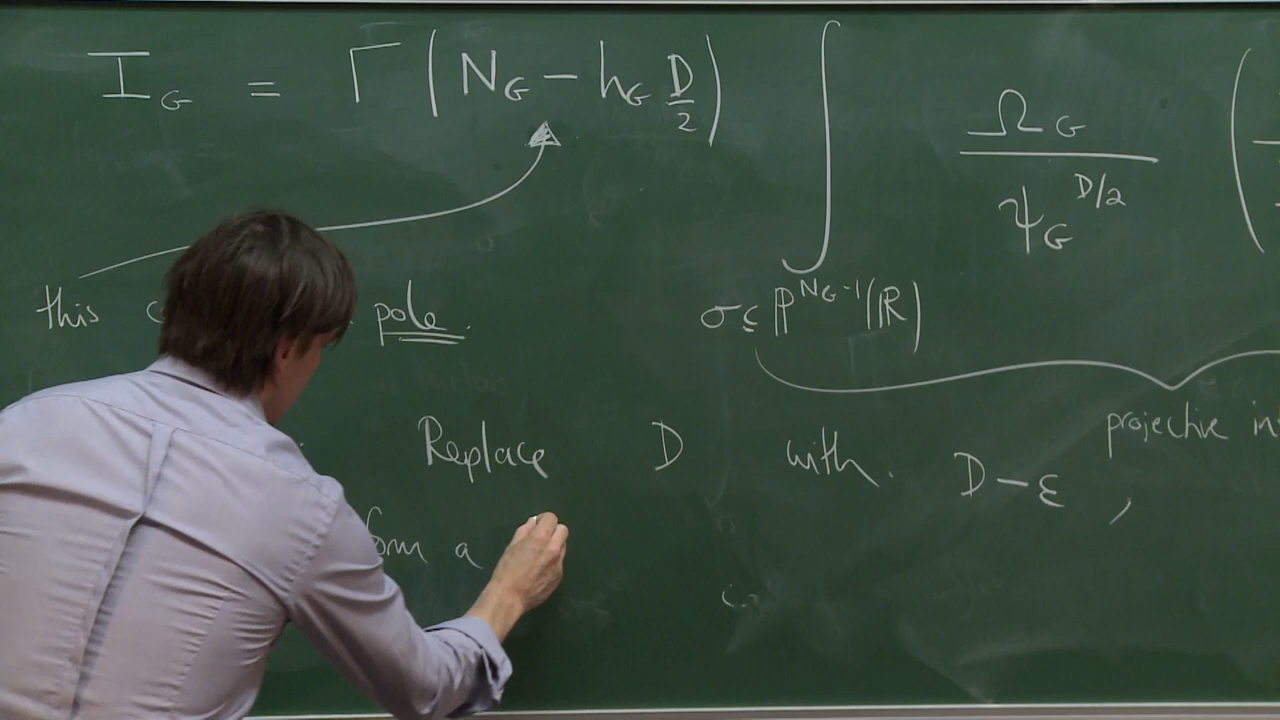 I_G = Γ(N_G − h_G D/2) ∫_{σ⊆ℙ^{N_G-1}(ℝ)} Ω_G / ψ_G^{D/2} (
this pole.
projective in
Replace D with. D−ε ,
form a